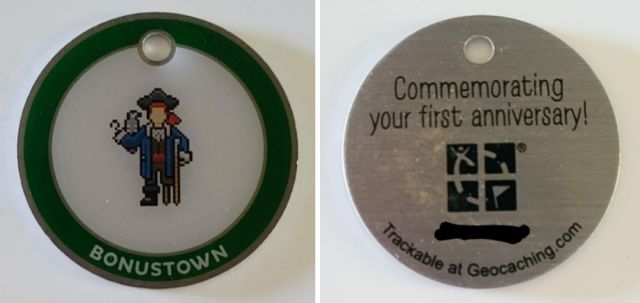 BONUSTOWN
Commemorating
your first anniversary!
®
Trackable at Geocaching.com